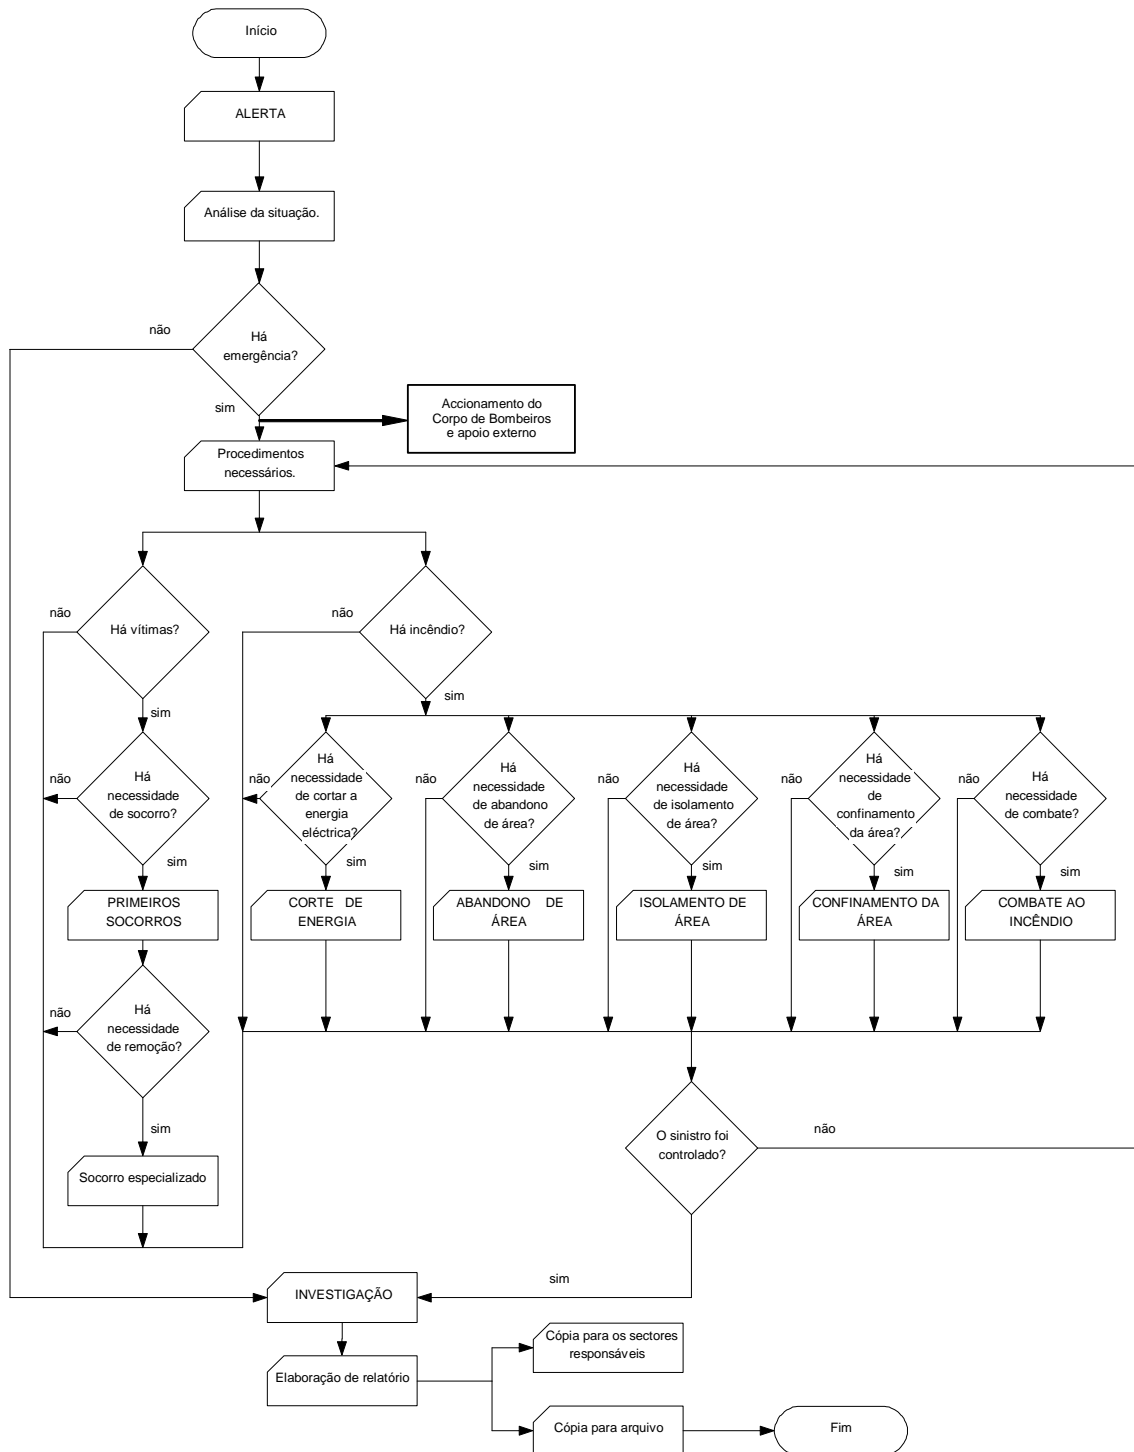 Início
ALERTA
Análise da situação.
não
Há
emergência?
sim
Accionamento do
Corpo de Bombeiros
e apoio externo
Procedimentos
necessários.
não
Há vítimas?
sim
não
Há incêndio?
sim
não
Há
necessidade
de socorro?
sim
não
Há
necessidade
de cortar a
energia
eléctrica?
sim
não
Há
necessidade
de abandono
de área?
sim
não
Há
necessidade
de isolamento
de área?
sim
não
Há
necessidade
de
confinamento
da área?
sim
não
Há
necessidade
de combate?
sim
PRIMEIROS
SOCORROS
CORTE DE
ENERGIA
ABANDONO DE
ÁREA
ISOLAMENTO DE
ÁREA
CONFINAMENTO DA
ÁREA
COMBATE AO
INCÊNDIO
não
Há
necessidade
de remoção?
sim
Socorro especializado
O sinistro foi
controlado?
não
sim
INVESTIGAÇÃO
Elaboração de relatório
Cópia para os sectores
responsáveis
Cópia para arquivo
Fim